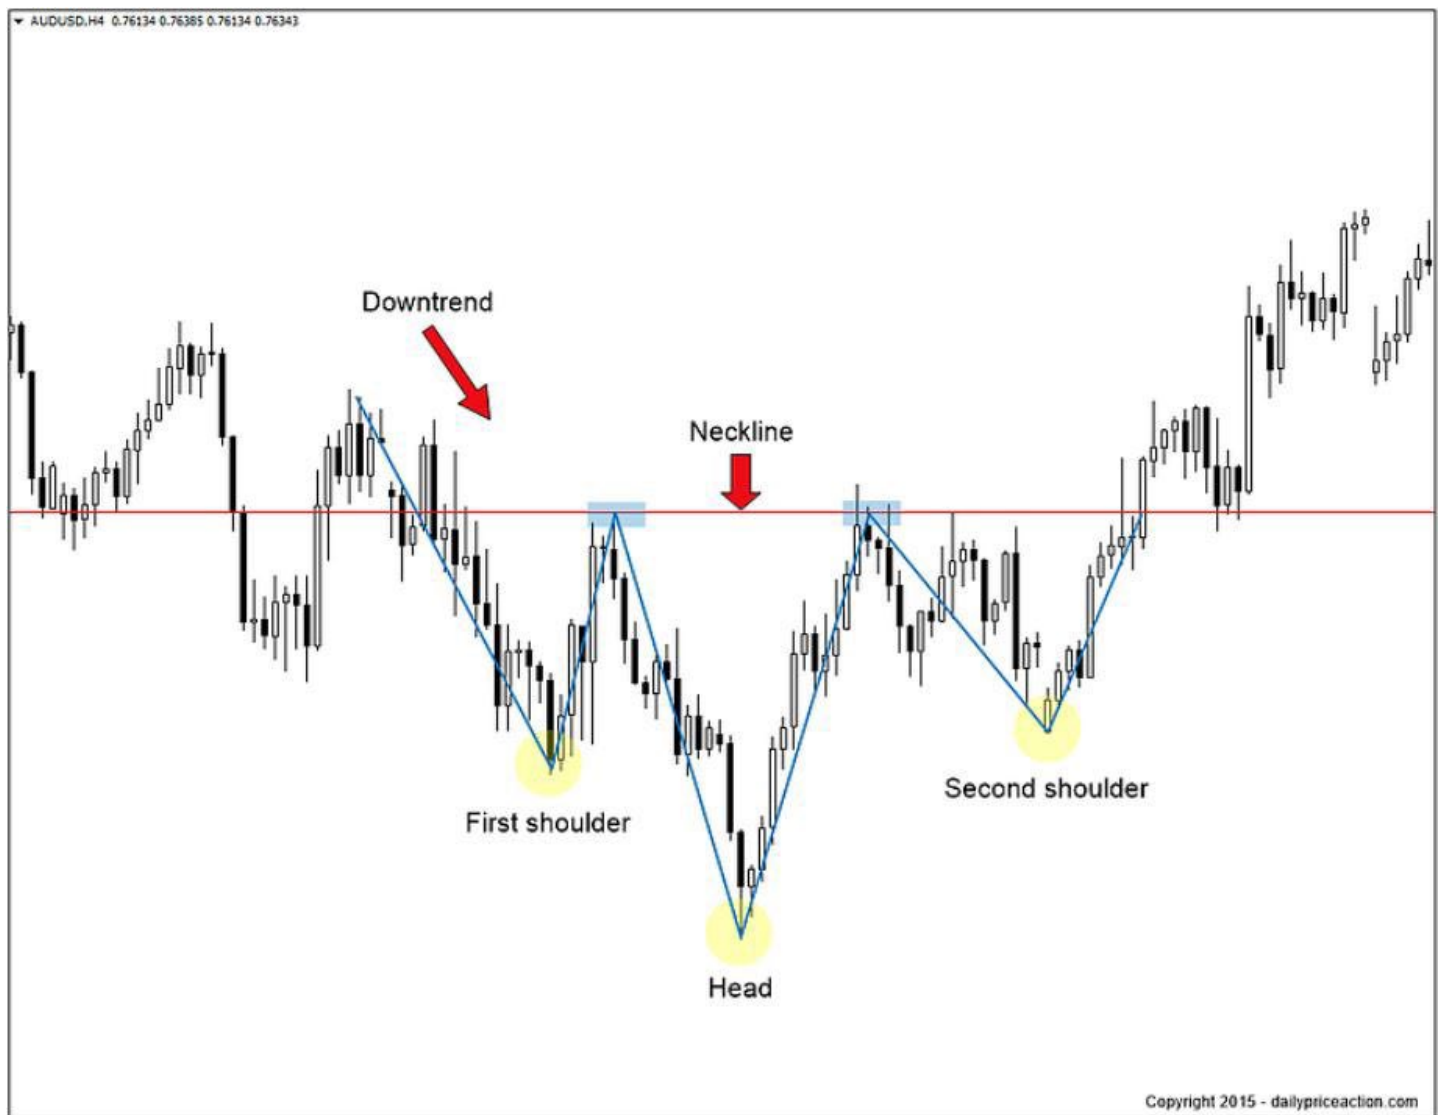 AUDUSD,H4 0.76134 0.76385 0.76134 0.76343
Downtrend
Neckline
Second shoulder
First shoulder
Head
Copyright 2015 - dailypriceaction.com